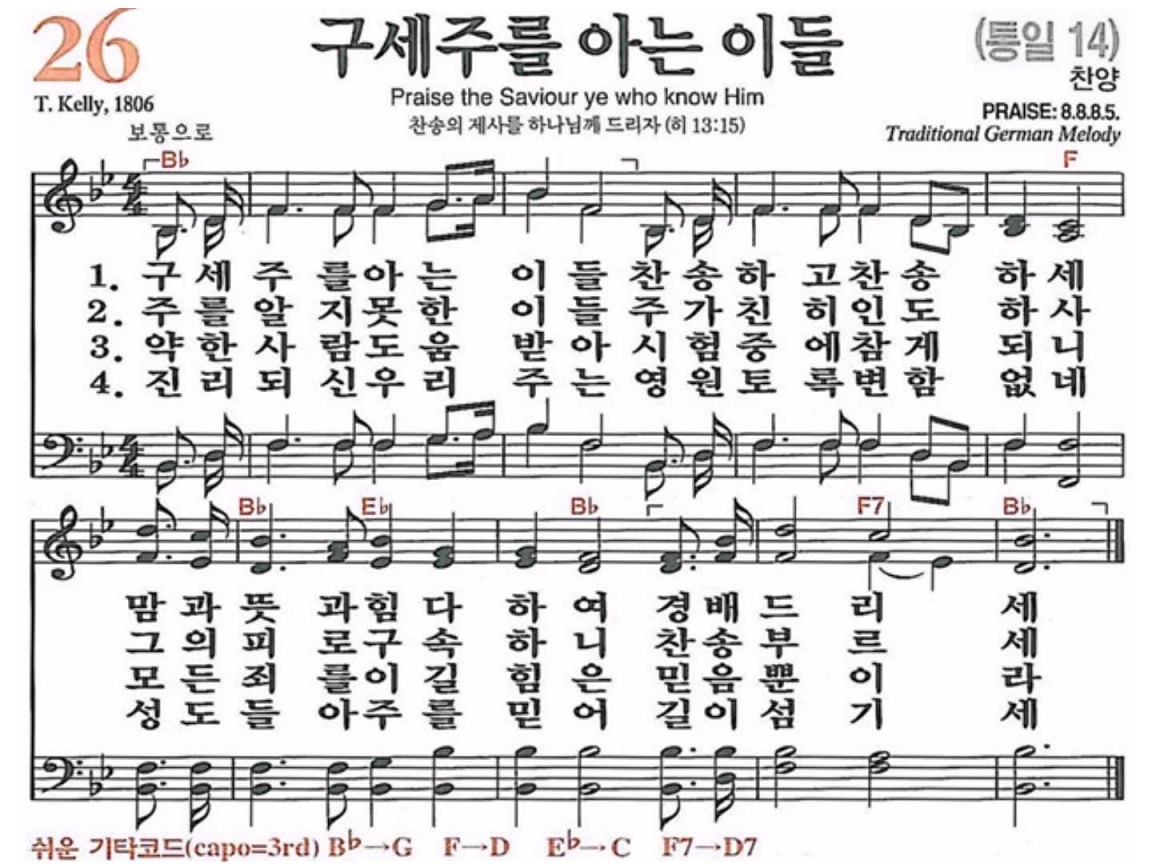 26 구세주를 아는 이들 (통일 14)
찬양
T. Kelly, 1806 Praise the Saviour ye who know Him PRAISE: 8.8.8.5.
보통으로 찬송의 제사를 하나님께 드리자 (히 13:15) Traditional German Melody
B♭ F
1. 구 세 주 를 아 는 이 들 찬 송 하 고 찬 송 하 세
2. 주 를 알 지 못 한 이 들 주 가 친 히 인 도 하 사
3. 약 한 사 람 도 움 받 아 시 험 중 에 참 게 되 니
4. 진 리 되 신 우 리 주 는 영 원 토 록 변 함 없 네
B♭ E♭ B♭ F7 B♭
맘 과 뜻 과 힘 다 하 여 경 배 드 리 세
그 의 피 로 구 속 하 니 찬 송 부 르 세
모 든 죄 를 이 길 힘 은 믿 음 뿐 이 라
성 도 들 아 주 를 믿 어 길 이 섬 기 세
쉬운 기타코드(capo=3rd) B♭→G F→D E♭→C F7→D7